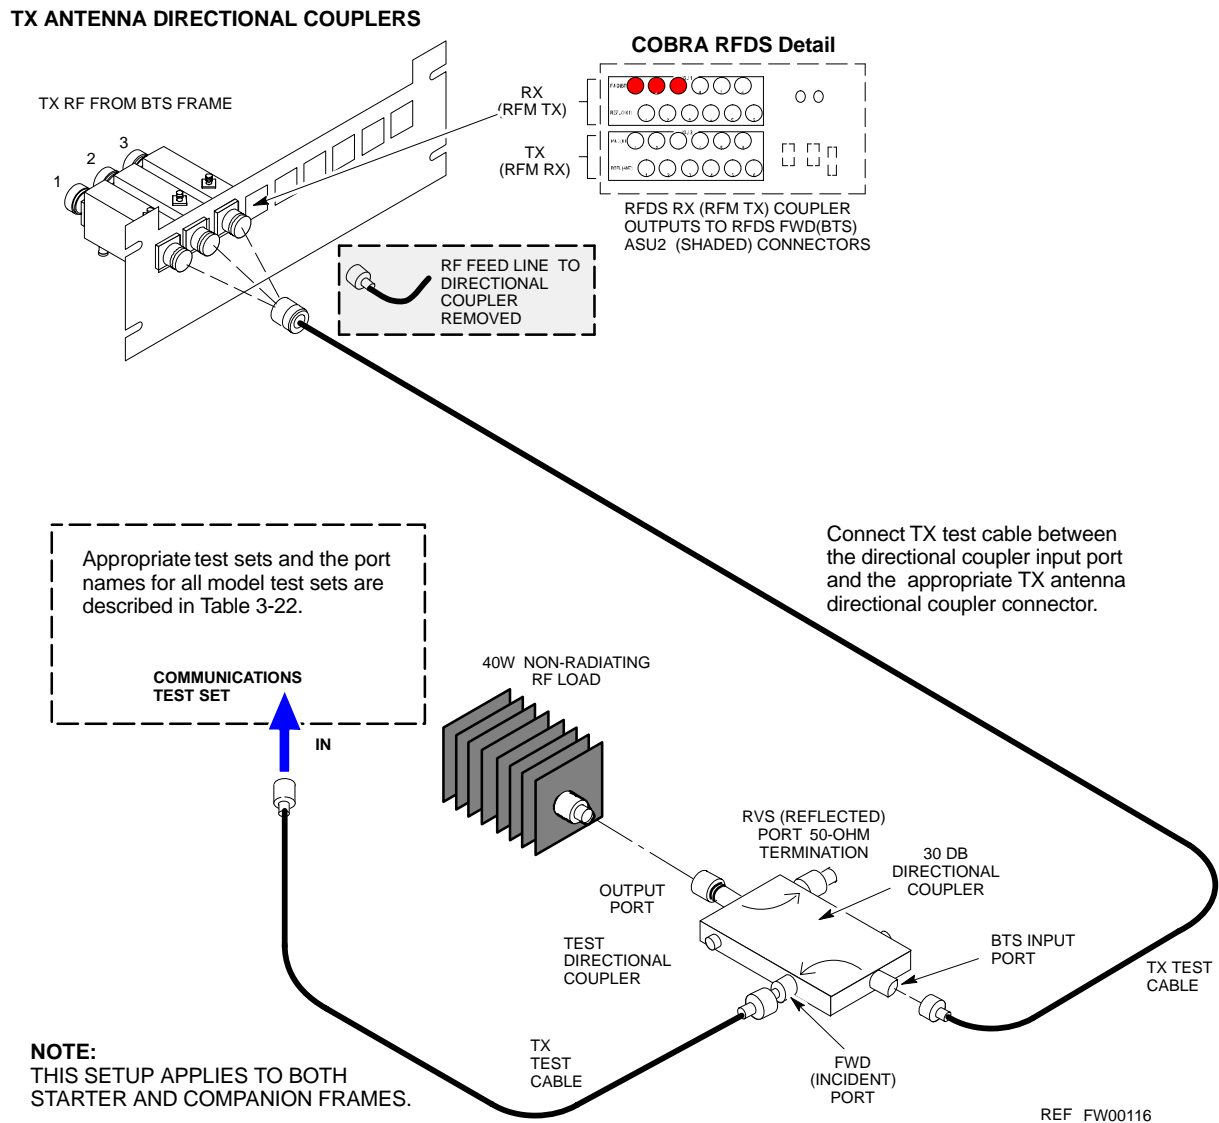 TX ANTENNA DIRECTIONAL COUPLERS
COBRA RFDS Detail
TX RF FROM BTS FRAME
1
2
3
RX
(RFM TX)
TX
(RFM RX)
RFDS RX (RFM TX) COUPLER
OUTPUTS TO RFDS FWD(BTS)
ASU2 (SHADED) CONNECTORS
RF FEED LINE TO
DIRECTIONAL
COUPLER
REMOVED
Connect TX test cable between
the directional coupler input port
and the appropriate TX antenna
directional coupler connector.
Appropriate test sets and the port
names for all model test sets are
described in Table 3-22.
COMMUNICATIONS
TEST SET
IN
40W NON-RADIATING
RF LOAD
RVS (REFLECTED)
PORT 50-OHM
TERMINATION
30 DB
DIRECTIONAL
COUPLER
OUTPUT
PORT
TEST
DIRECTIONAL
COUPLER
BTS INPUT
PORT
TX TEST
CABLE
TX
TEST
CABLE
FWD
(INCIDENT)
PORT
NOTE:
THIS SETUP APPLIES TO BOTH
STARTER AND COMPANION FRAMES.
REF FW00116